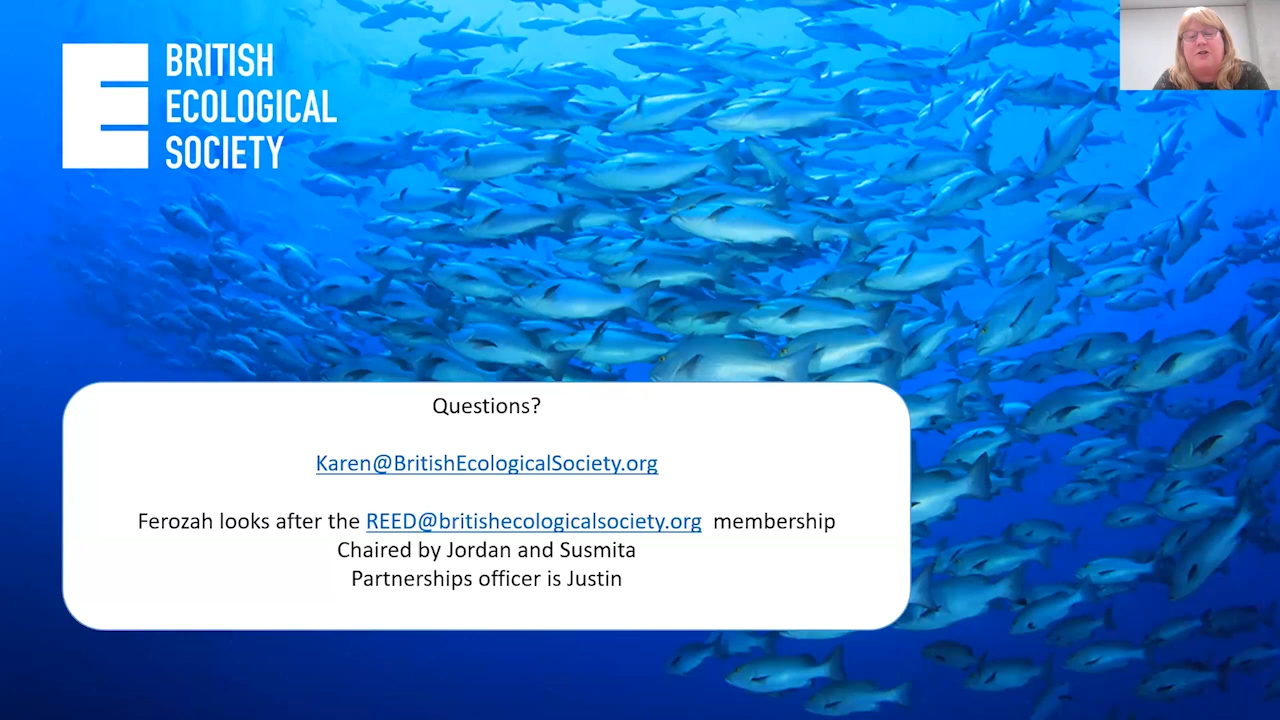 BRITISH
ECOLOGICAL
SOCIETY
Questions?
Karen@BritishEcologicalSociety.org
Ferozah looks after the REED@britishecologicalsociety.org membership
Chaired by Jordan and Susmita
Partnerships officer is Justin